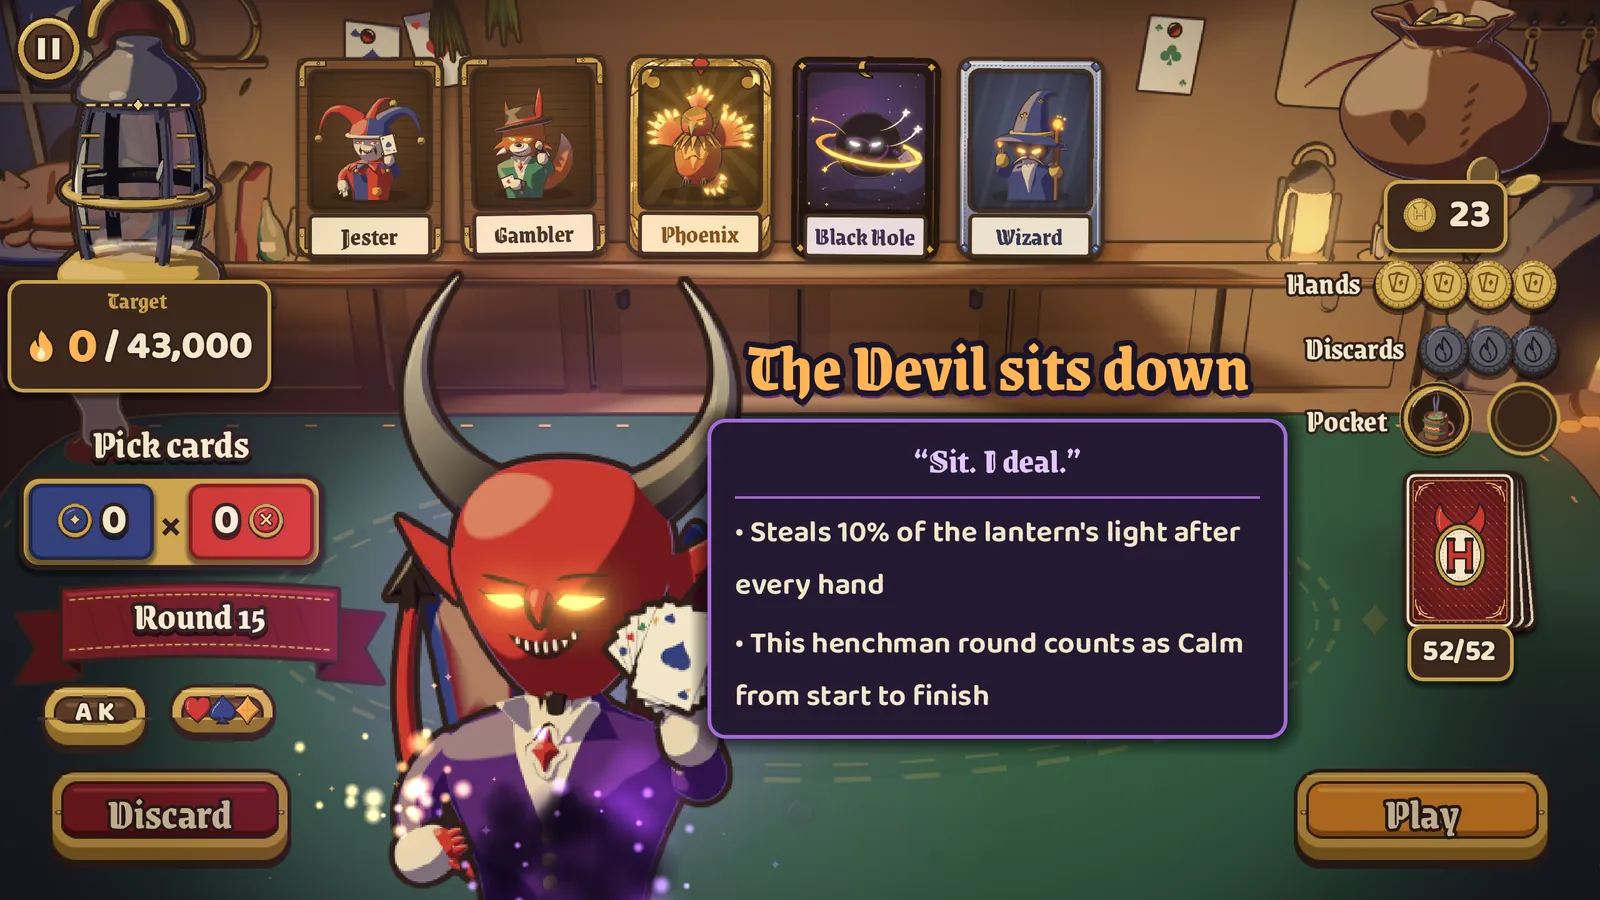 Jester
Gambler
Phoenix
Black Hole
Wizard
23
Target
0 / 43,000
Hands
Discards
Pocket
The Devil sits down
"Sit. I deal."
• Steals 10% of the lantern's light after
every hand
• This henchman round counts as Calm
from start to finish
Pick cards
0 × 0
Round 15
A K
H
52/52
Discard
Play